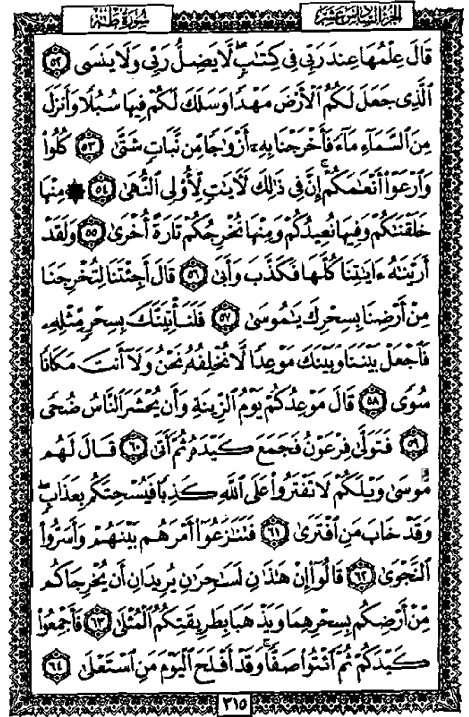 الجزء السادس عشر
سورة طه
قَالَ عِلْمُهَا عِندَ رَبِّي فِي كِتَٰبٍۖ لَّا يَضِلُّ رَبِّي وَلَا يَنسَى ٥٢
ٱلَّذِي جَعَلَ لَكُمُ ٱلْأَرْضَ مَهْدًا وَسَلَكَ لَكُمْ فِيهَا سُبُلًا وَأَنزَلَ
مِنَ ٱلسَّمَآءِ مَآءً فَأَخْرَجْنَا بِهِۦٓ أَزْوَٰجًا مِّن نَّبَاتٍ شَتَّىٰ ٥٣ كُلُوا۟
وَٱرْعَوْا۟ أَنْعَٰمَكُمْۗ إِنَّ فِي ذَٰلِكَ لَءَايَٰتٍ لِّأُو۟لِي ٱلنُّهَىٰ ٥٤ ۞ مِنْهَا
خَلَقْنَٰكُمْ وَفِيهَا نُعِيدُكُمْ وَمِنْهَا نُخْرِجُكُمْ تَارَةً أُخْرَىٰ ٥٥ وَلَقَدْ
أَرَيْنَٰهُ ءَايَٰتِنَا كُلَّهَا فَكَذَّبَ وَأَبَىٰ ٥٦ قَالَ أَجِئْتَنَا لِتُخْرِجَنَا
مِنْ أَرْضِنَا بِسِحْرِكَ يَٰمُوسَىٰ ٥٧ فَلَنَأْتِيَنَّكَ بِسِحْرٍ مِّثْلِهِۦ
فَٱجْعَلْ بَيْنَنَا وَبَيْنَكَ مَوْعِدًا لَّا نُخْلِفُهُۥ نَحْنُ وَلَآ أَنتَ مَكَانًا
سُوًى ٥٨ قَالَ مَوْعِدُكُمْ يَوْمُ ٱلزِّينَةِ وَأَن يُحْشَرَ ٱلنَّاسُ ضُحًى
٥٩ فَتَوَلَّىٰ فِرْعَوْنُ فَجَمَعَ كَيْدَهُۥ ثُمَّ أَتَىٰ ٦٠ قَالَ لَهُم
مُّوسَىٰ وَيْلَكُمْ لَا تَفْتَرُوا۟ عَلَى ٱللَّهِ كَذِبًا فَيُسْحِتَكُم بِعَذَابٍۖ
وَقَدْ خَابَ مَنِ ٱفْتَرَىٰ ٦١ فَتَنَٰزَعُوٓا۟ أَمْرَهُم بَيْنَهُمْ وَأَسَرُّوا۟
ٱلنَّجْوَىٰ ٦٢ قَالُوٓا۟ إِنْ هَٰذَٰنِ لَسَٰحِرَٰنِ يُرِيدَانِ أَن يُخْرِجَاكُم
مِّنْ أَرْضِكُم بِسِحْرِهِمَا وَيَذْهَبَا بِطَرِيقَتِكُمُ ٱلْمُثْلَىٰ ٦٣ فَأَجْمِعُوا۟
كَيْدَكُمْ ثُمَّ ٱئْتُوا۟ صَفًّاۚ وَقَدْ أَفْلَحَ ٱلْيَوْمَ مَنِ ٱسْتَعْلَىٰ ٦٤
٣١٥